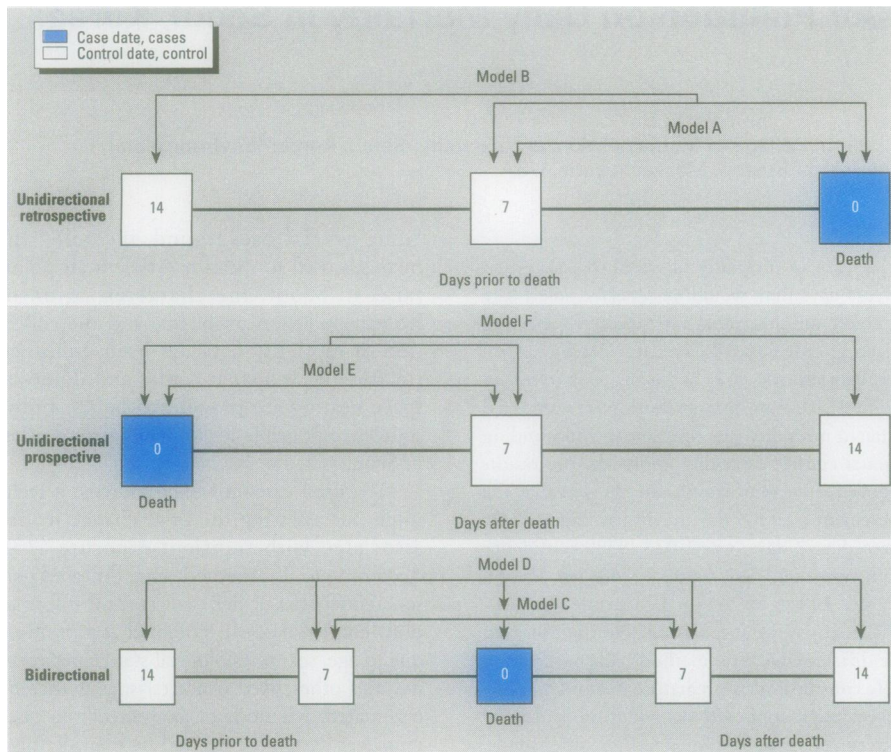 Case date, cases
Control date, control
Model B
Model A
Unidirectional
retrospective
14
7
0
Death
Days prior to death
Model F
Model E
Unidirectional
prospective
0
7
14
Death
Days after death
Model D
Model C
Bidirectional
14
7
0
7
14
Death
Days prior to death
Days after death